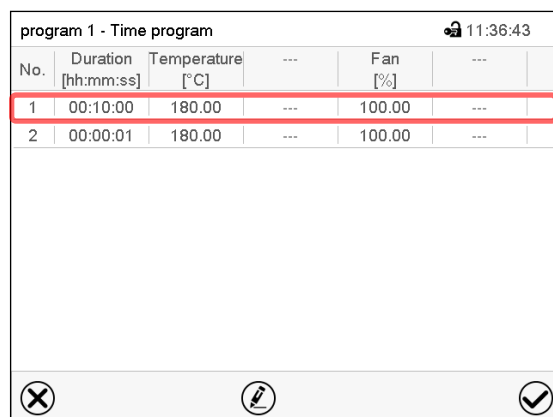 program 1 - Time program 11:36:43
No. Duration [hh:mm:ss] Temperature [°C] --- Fan [%] ---
1 00:10:00 180.00 --- 100.00 ---
2 00:00:01 180.00 --- 100.00 ---